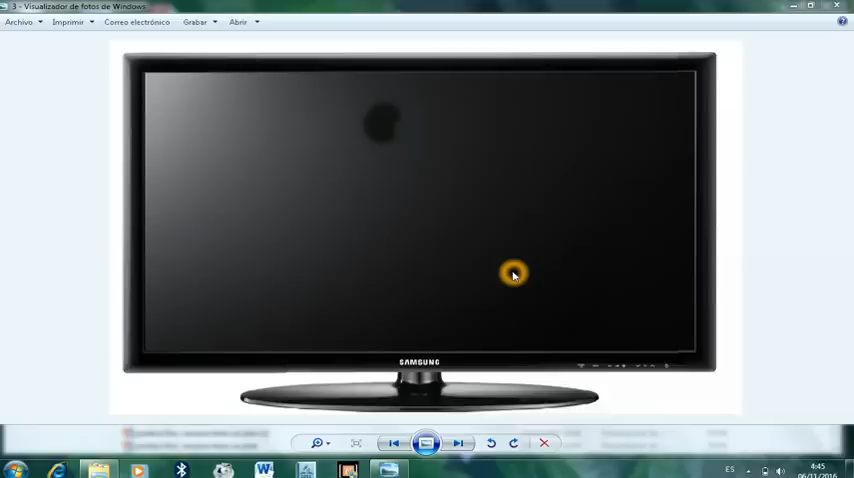 3 - Visualizador de fotos de Windows
Archivo Imprimir Correo electrónico Grabar Abrir
SAMSUNG
ES
4:45
06/11/2016